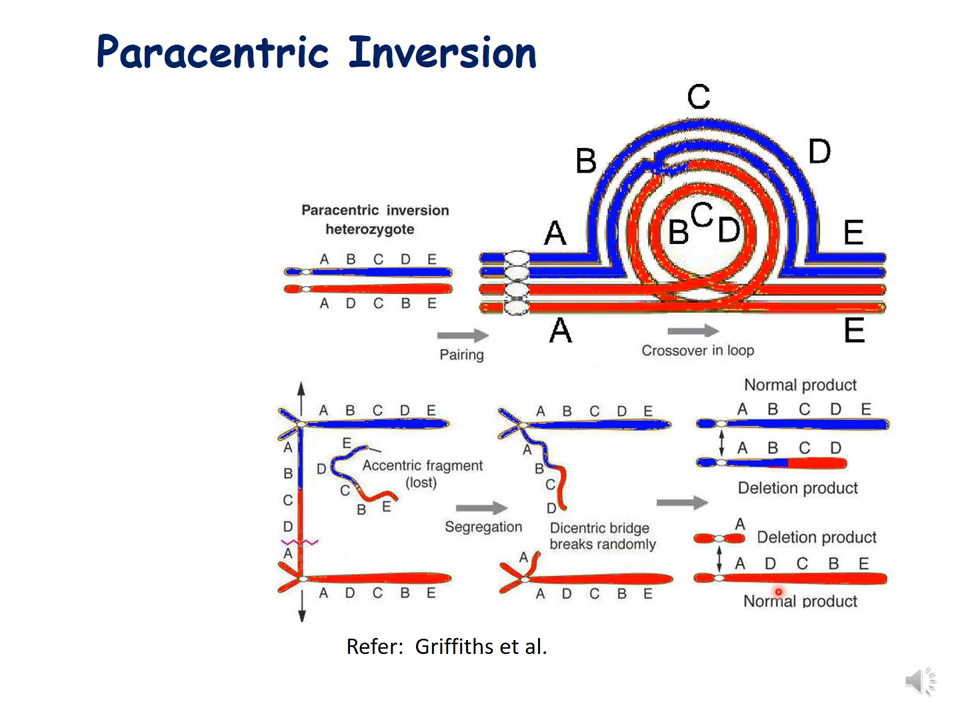 Paracentric Inversion
C
B
D
Paracentric inversion
heterozygote
A
B C D
E
A B C D E
A D C B E
A
E
Pairing
Crossover in loop
A B C D E
A
B
C
D
A
E
D
C
B
E
Accentric fragment
(lost)
A D C B E
Segregation
A B C D E
A
B
C
D
Dicentric bridge
breaks randomly
A
A D C B E
Normal product
A B C D E
A B C D
Deletion product
A
Deletion product
A D C B E
Normal product
Refer: Griffiths et al.